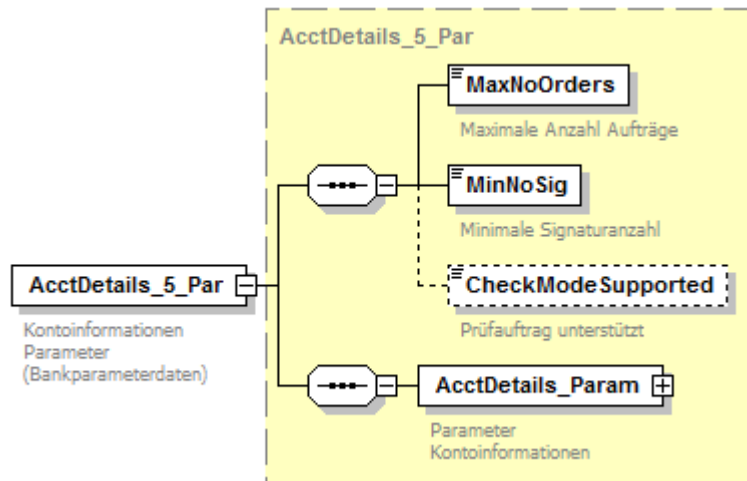 AcctDetails_5_Par
MaxNoOrders
Maximale Anzahl Aufträge
MinNoSig
Minimale Signaturanzahl
AcctDetails_5_Par
Kontoinformationen
Parameter
(Bankparameterdaten)
CheckModeSupported
Prüfauftrag unterstützt
AcctDetails_Param
Parameter
Kontoinformationen